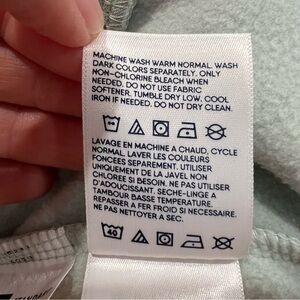 MACHINE WASH WARM NORMAL. WASH
DARK COLORS SEPARATELY. ONLY
NON-CHLORINE BLEACH WHEN
NEEDED. DO NOT USE FABRIC
SOFTENER. TUMBLE DRY LOW. COOL
IRON IF NEEDED. DO NOT DRY CLEAN.
LAVAGE EN MACHINE A CHAUD, CYCLE
NORMAL. LAVER LES COULEURS
FONCEES SEPAREMENT. UTILISER
UNIQUEMENT DE LA JAVEL NON
CHLOREE SI BESOIN. NE PAS UTILISER
D'ADOUCISSANT. SECHE-LINGE A
TAMBOUR BASSE TEMPERATURE.
REPASSER A FER FROID SI NECESSAIRE.
NE PAS NETTOYER A SEC.